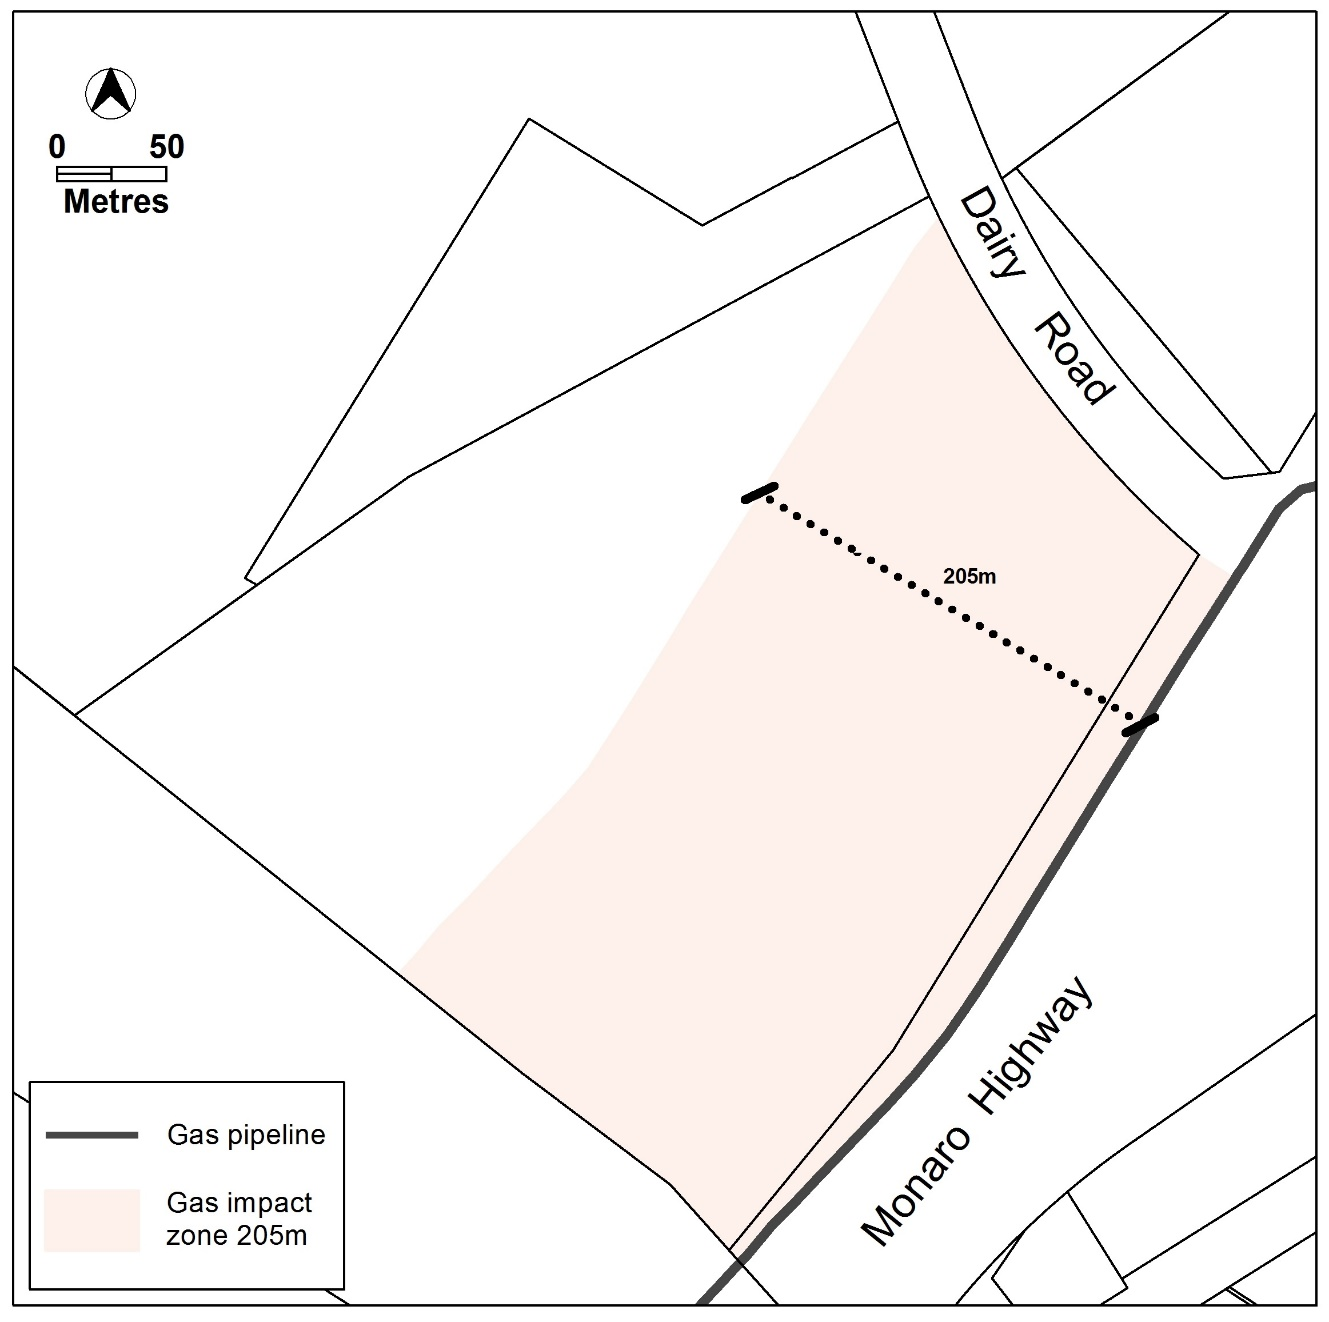 0 50
Metres
Dairy Road
205m
Monaro Highway
Gas pipeline
Gas impact
zone 205m